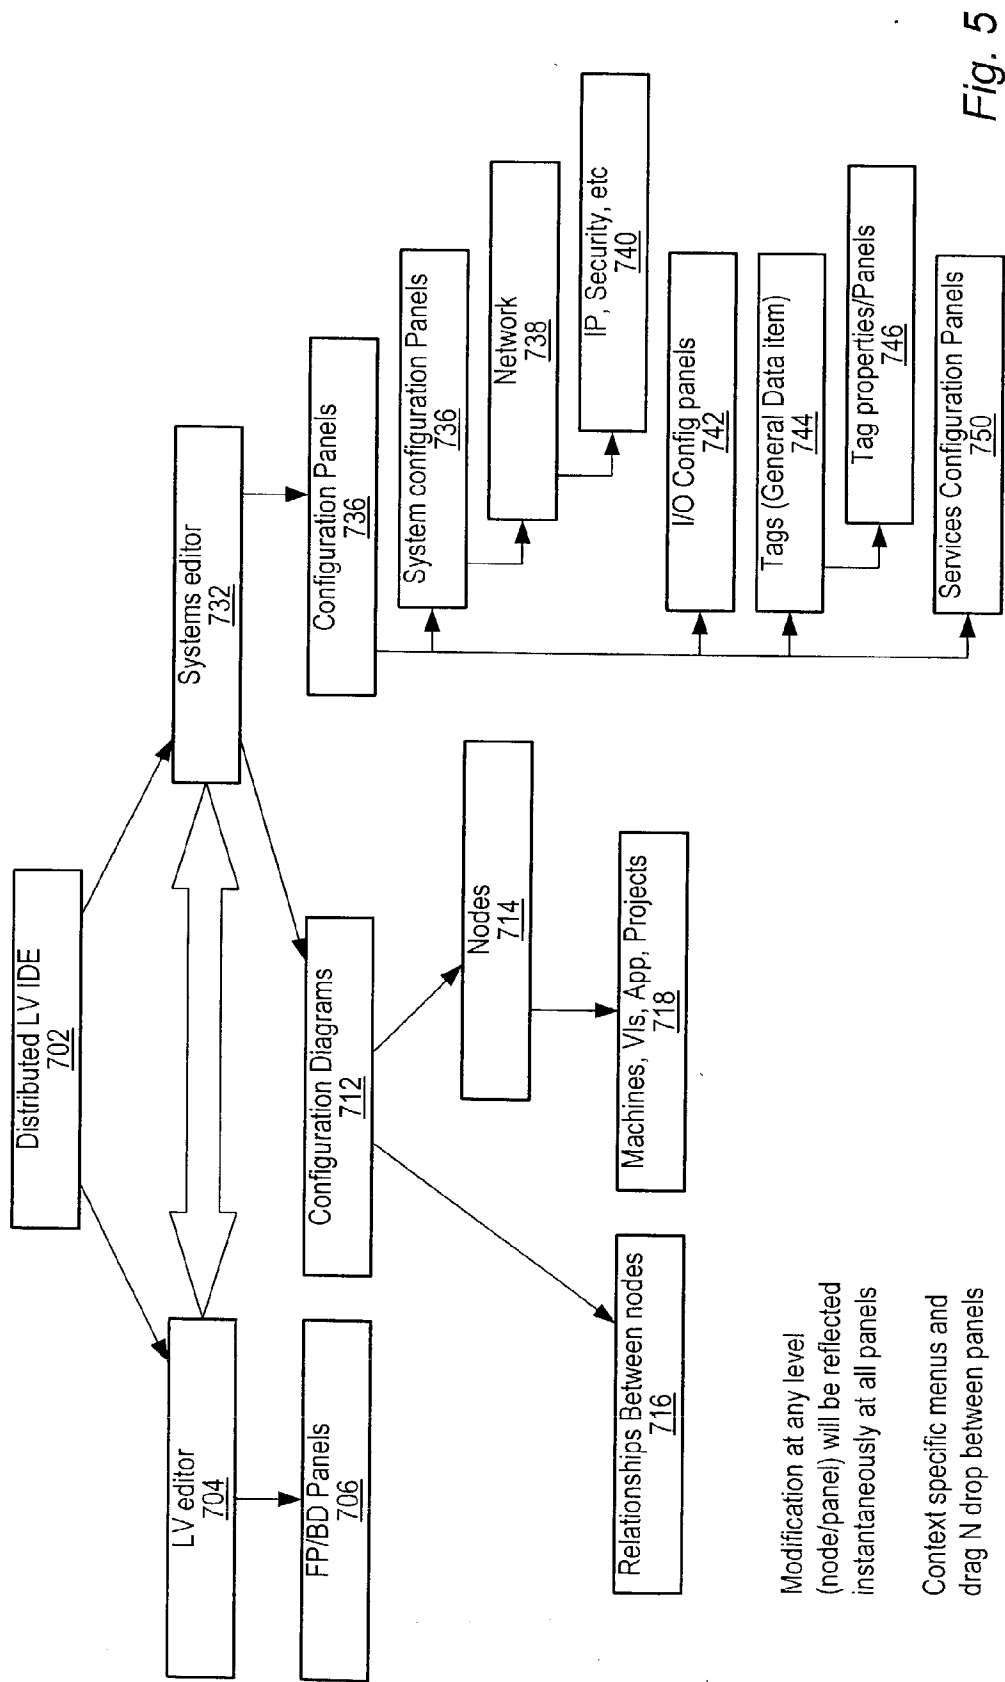 Distributed LV IDE
702
LV editor
704
Systems editor
732
FP/BD Panels
706
Configuration Diagrams
712
Configuration Panels
736
System configuration Panels
736
Nodes
714
Network
738
IP, Security, etc
740
Relationships Between nodes
716
Machines, VIs, App, Projects
718
I/O Config panels
742
Tags (General Data item)
744
Tag properties/Panels
746
Services Configuration Panels
750
Modification at any level
(node/panel) will be reflected
instantaneously at all panels
Context specific menus and
drag N drop between panels
Fig. 5